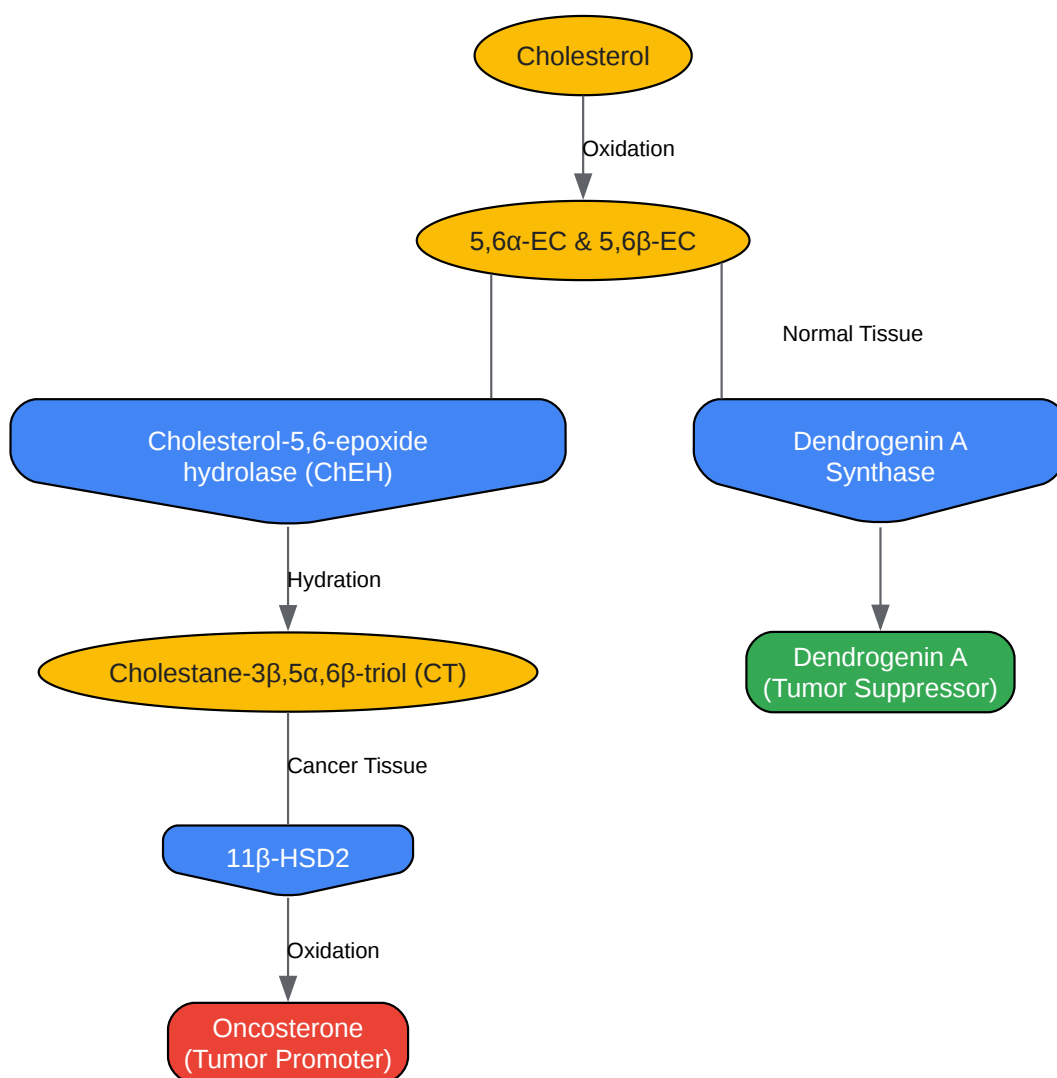 Cholesterol
Oxidation
5,6α-EC & 5,6β-EC
Normal Tissue
Cholesterol-5,6-epoxide
hydrolase (ChEH)
Dendrogenin A
Synthase
Hydration
Cholestane-3β,5α,6β-triol (CT)
Dendrogenin A
(Tumor Suppressor)
Cancer Tissue
11β-HSD2
Oxidation
Oncosterone
(Tumor Promoter)